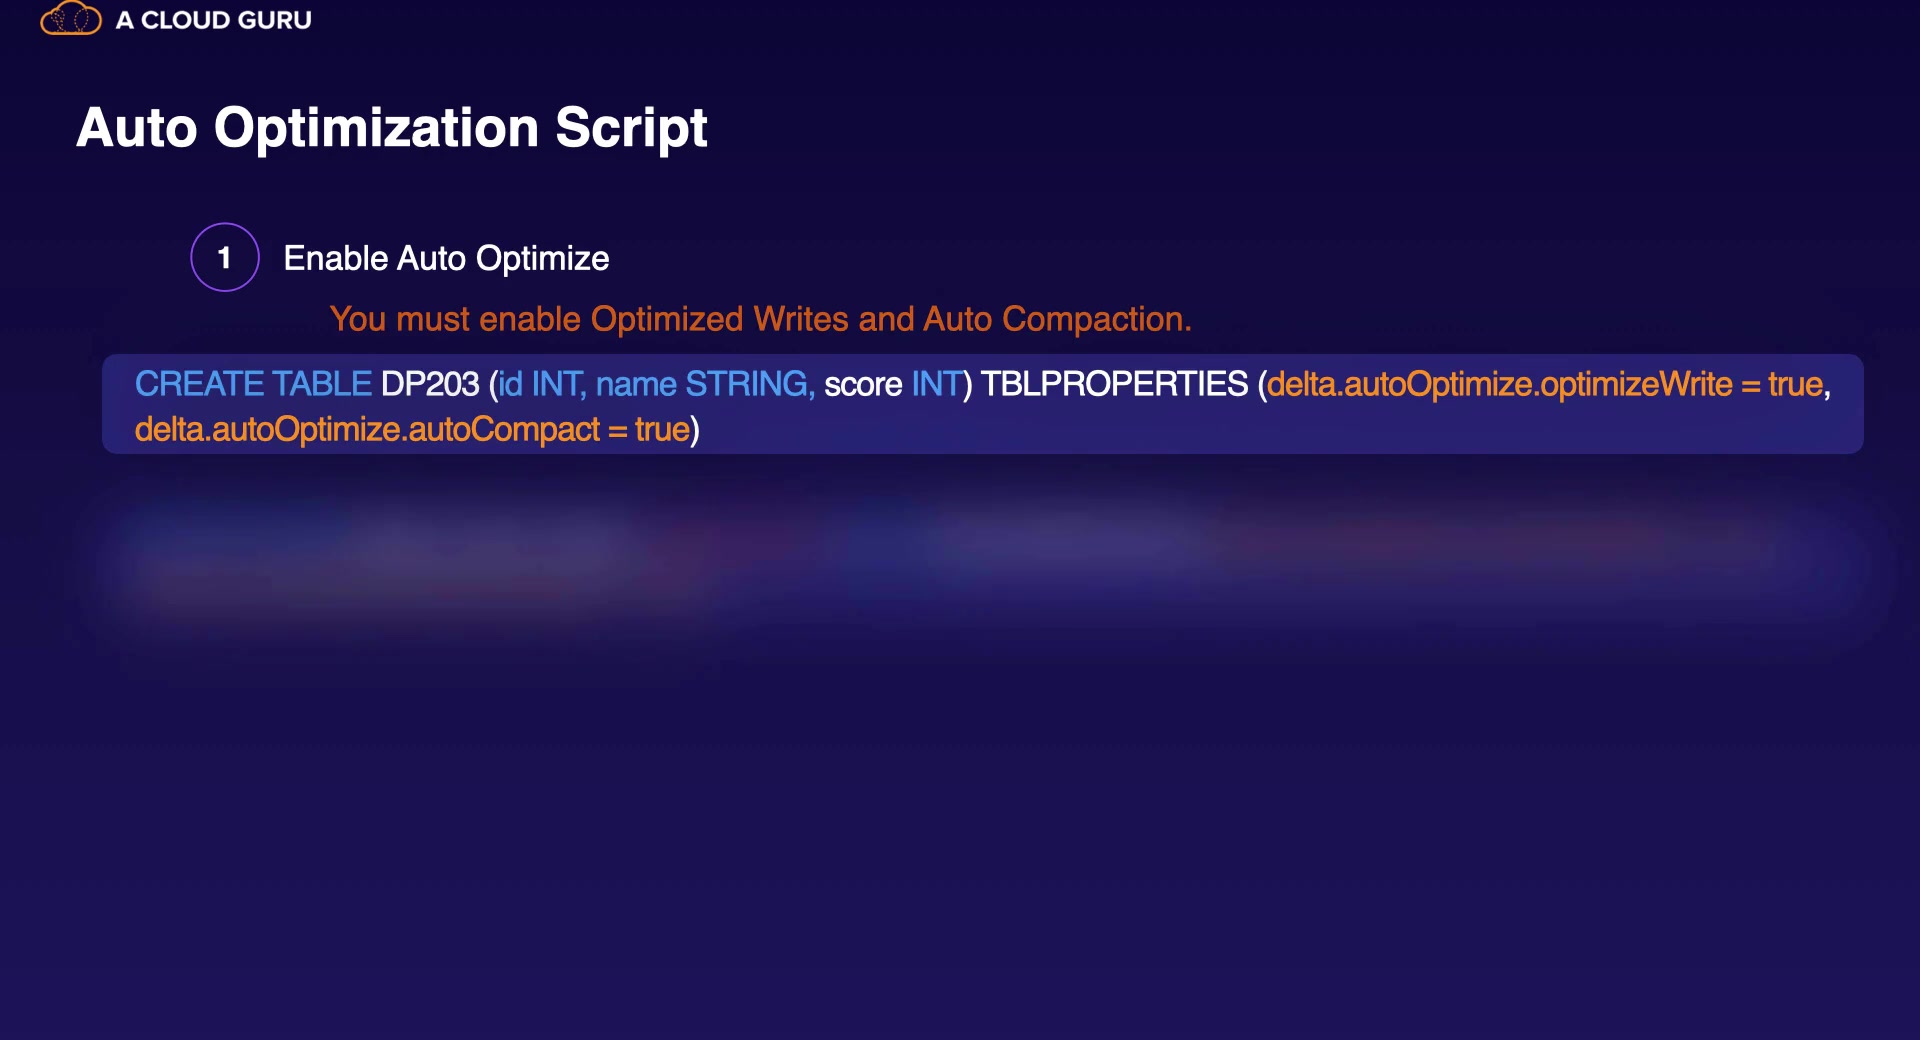 A CLOUD GURU
Auto Optimization Script
1 Enable Auto Optimize
You must enable Optimized Writes and Auto Compaction.
CREATE TABLE DP203 (id INT, name STRING, score INT) TBLPROPERTIES (delta.autoOptimize.optimizeWrite = true,
delta.autoOptimize.autoCompact = true)